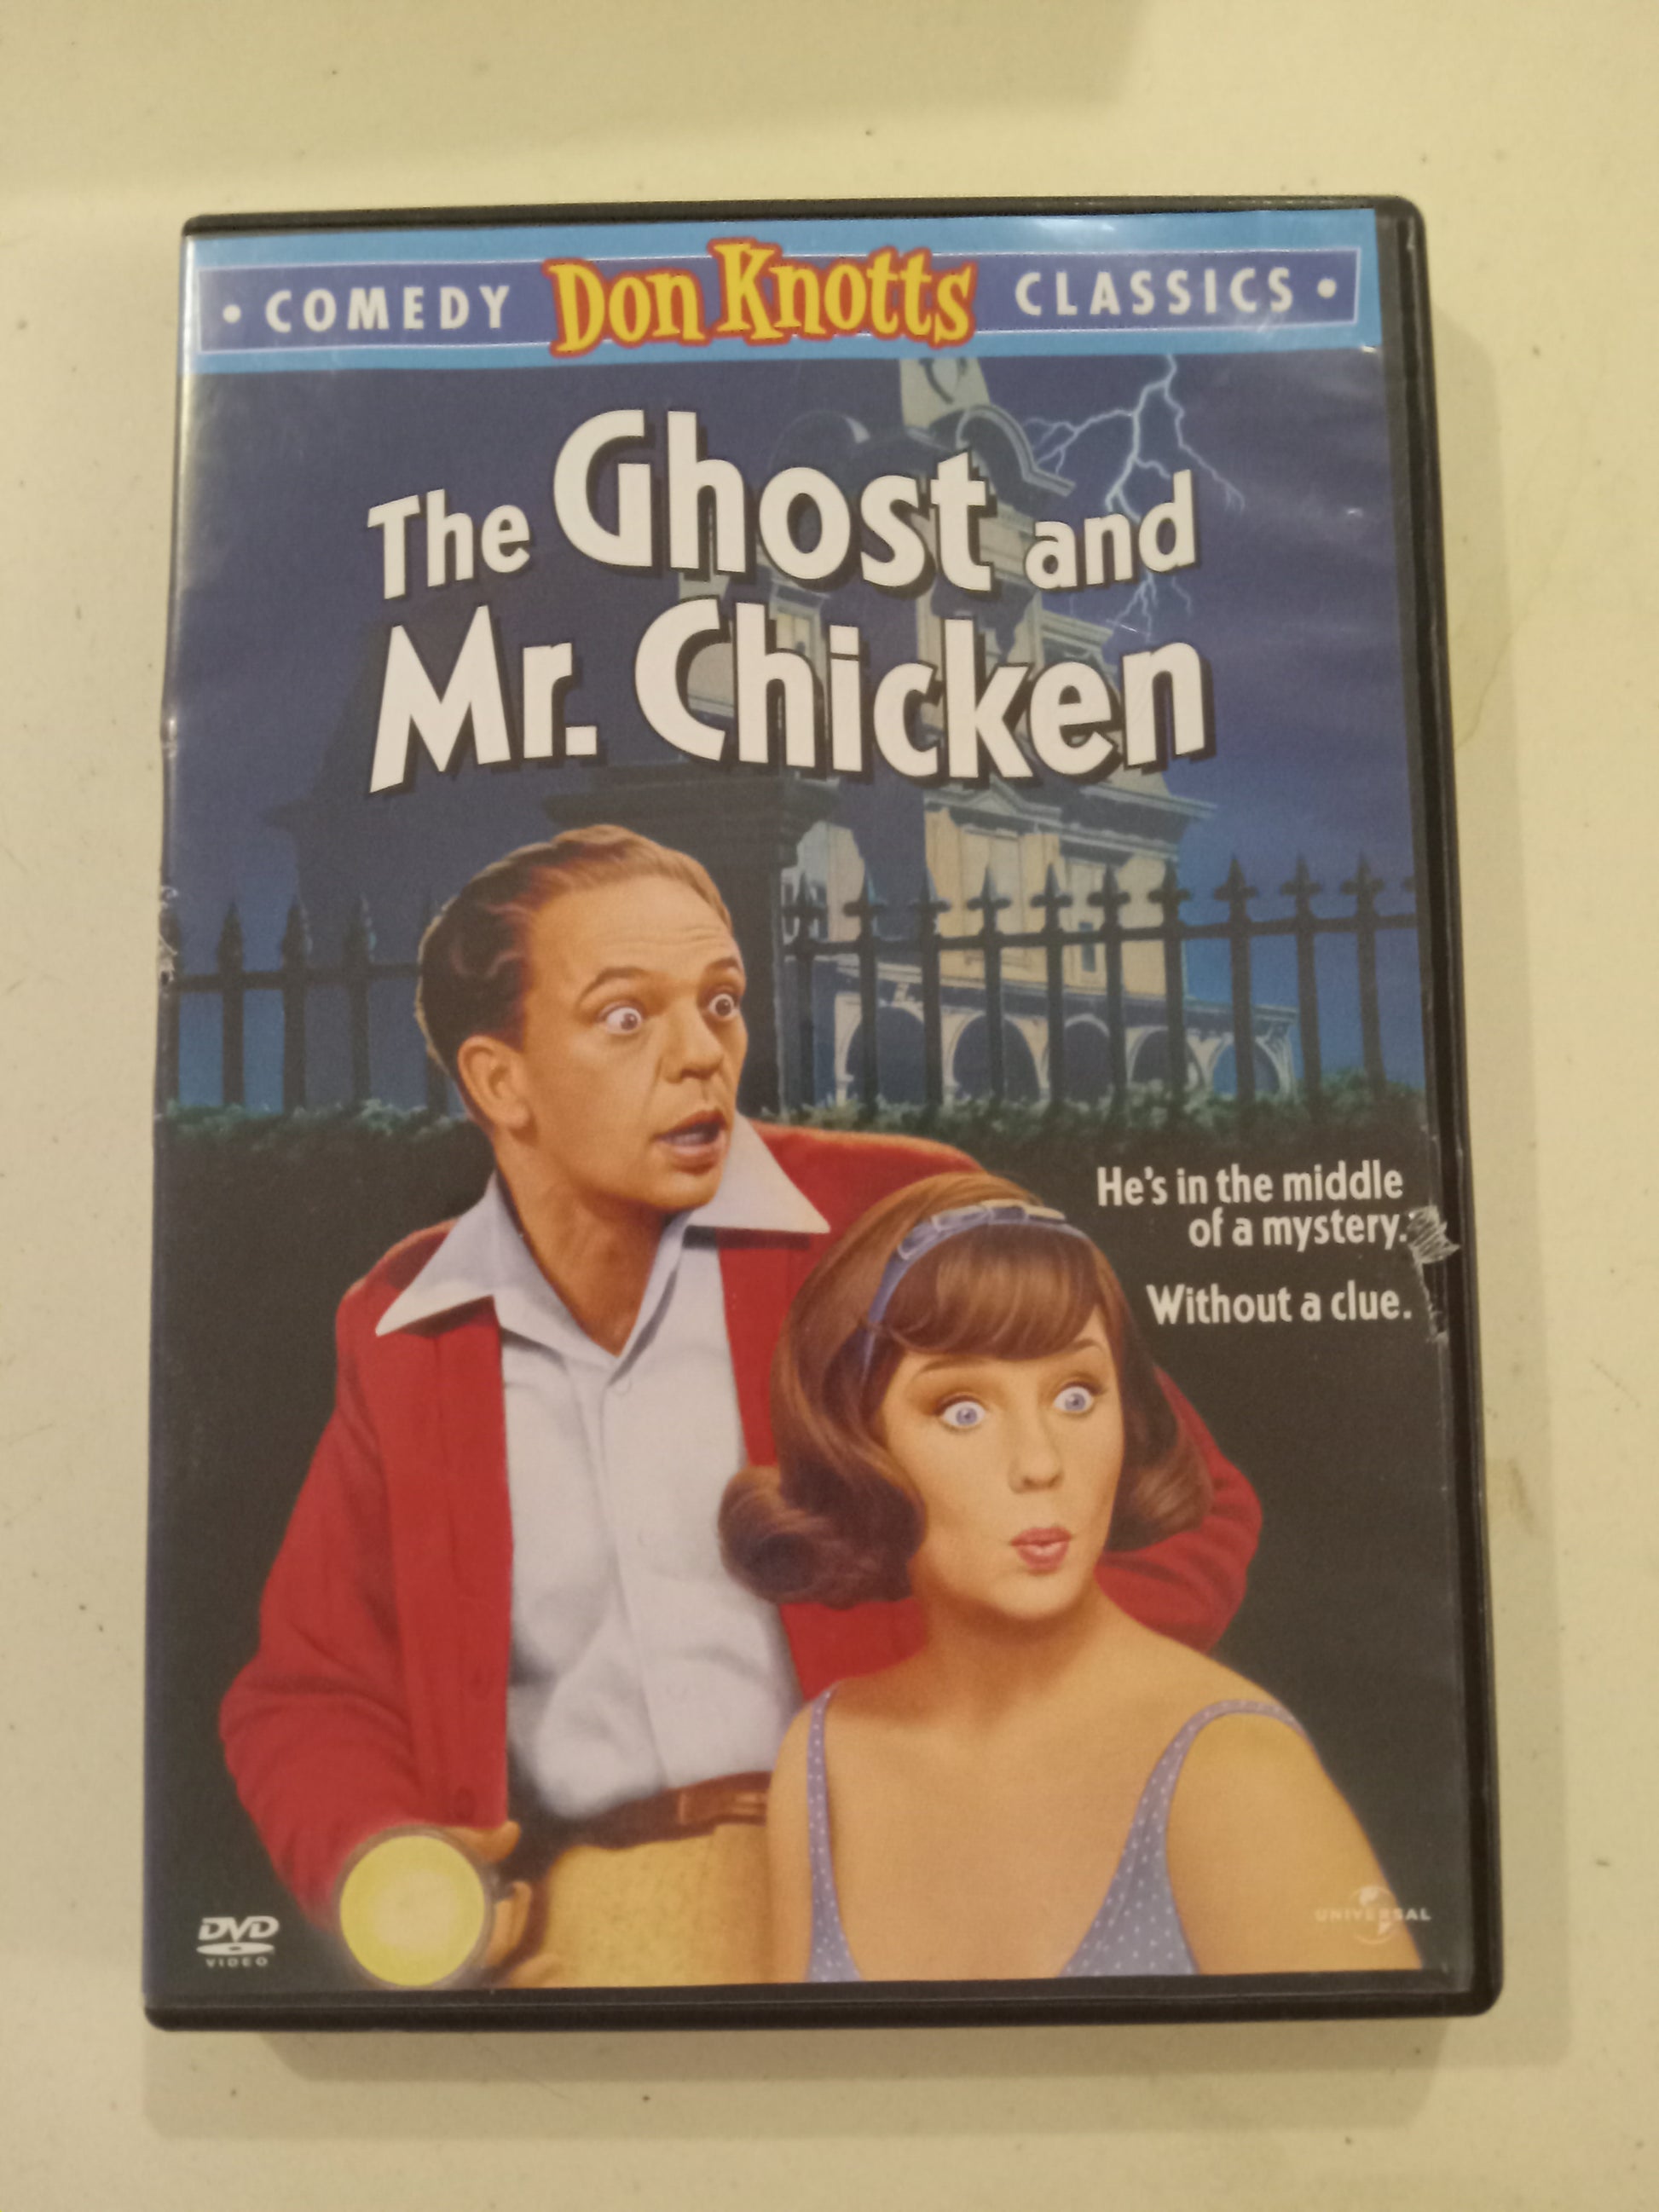 • COMEDY Don Knotts CLASSICS •
The Ghost and
Mr. Chicken
He's in the middle
of a mystery.
Without a clue.
DVD
VIDEO
UNIVERSAL